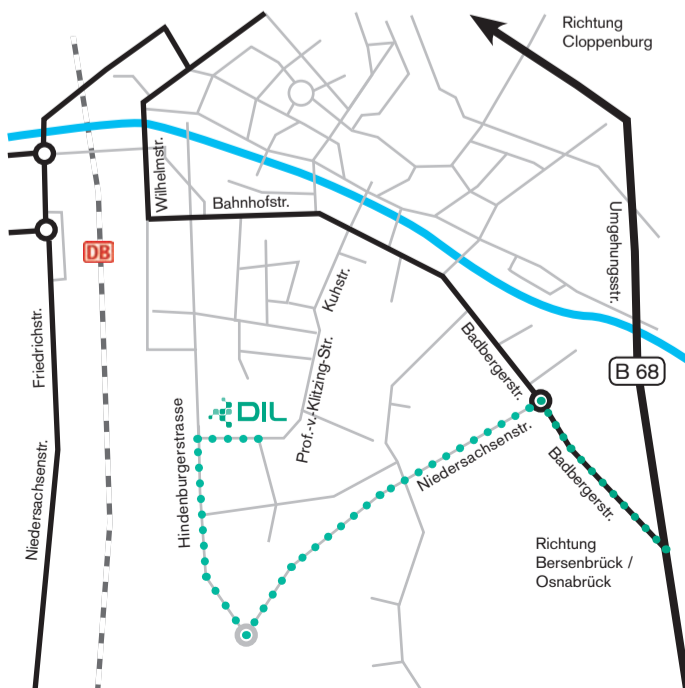 Richtung
Cloppenburg
Wilhelmstr.
Bahnhofstr.
Umgehungsstr.
DB
Kuhstr.
Friedrichstr.
Badbergerstr.
B 68
Prof.-v.-Klitzing-Str.
DIL
Hindenburgerstrasse
Niedersachsenstr.
Niedersachsenstr.
Badbergerstr.
Richtung
Bersenbrück /
Osnabrück